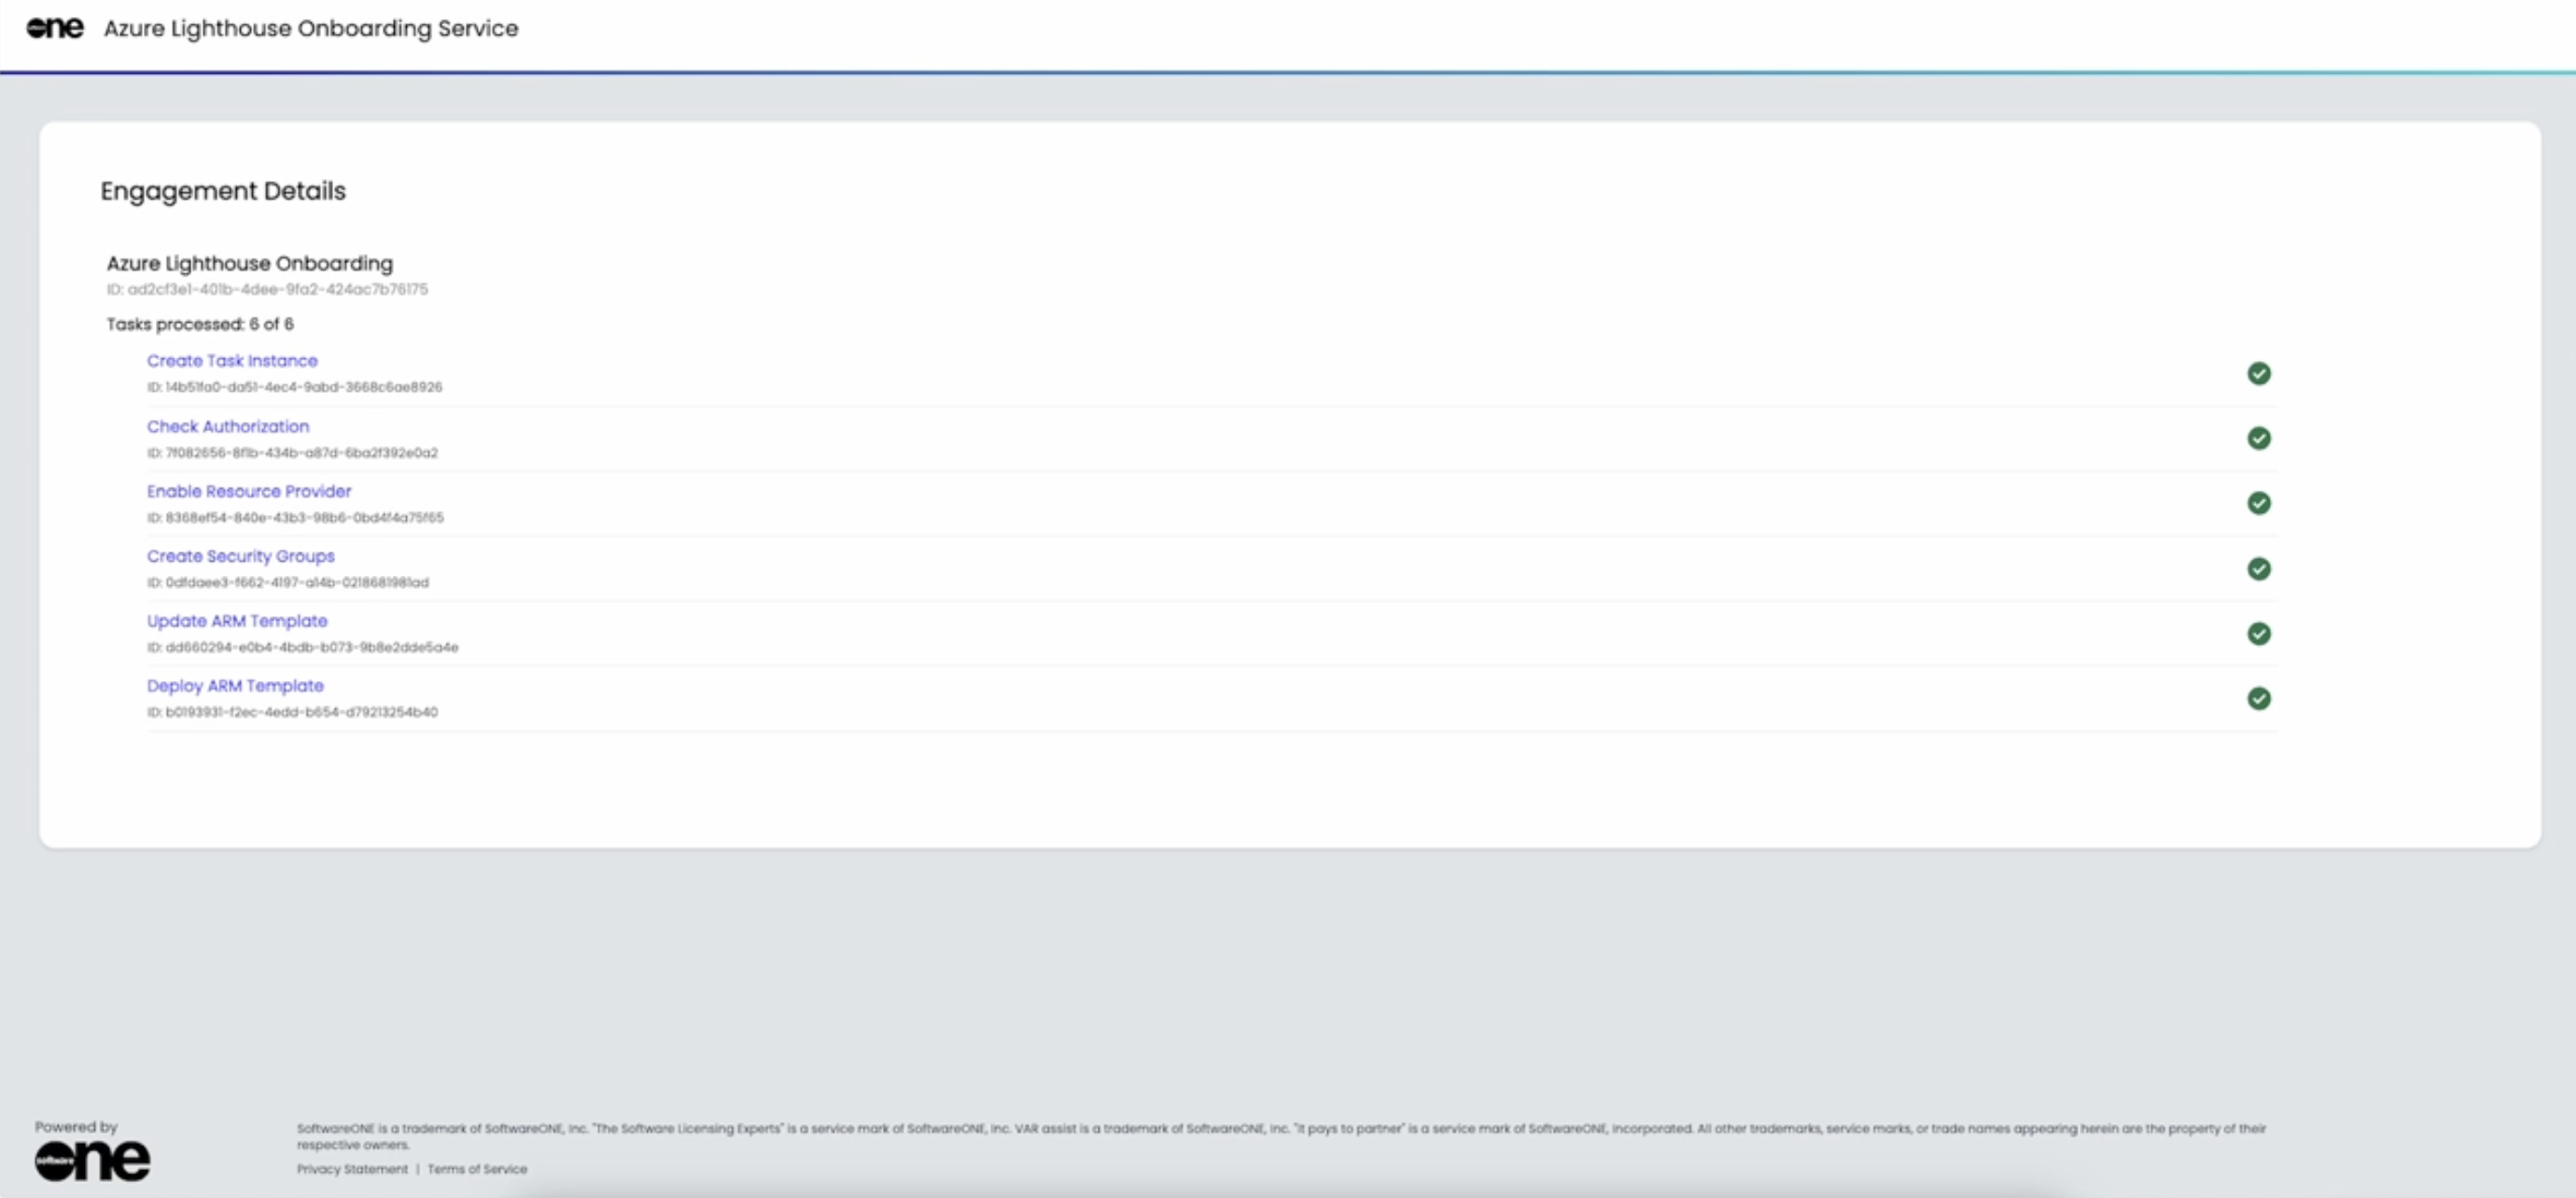 one Azure Lighthouse Onboarding Service
Engagement Details
Azure Lighthouse Onboarding
ID: ad2cf3e1-401b-4dee-9fa2-424ac7b76175
Tasks processed: 6 of 6
Create Task Instance
ID: 14b51fa0-da51-4ec4-9abd-3668c6ae8926
Check Authorization
ID: 7f082656-8f1b-434b-a87d-6ba2f392e0a2
Enable Resource Provider
ID: 8368ef54-840e-43b3-98b6-0bd4f4a75f65
Create Security Groups
ID: 0dfdaee3-f662-4197-a14b-0218681981ad
Update ARM Template
ID: dd660294-e0b4-4bdb-b073-9b8e2dde5a4e
Deploy ARM Template
ID: b0193931-f2ec-4edd-b654-d79213254b40
Powered by
software one
SoftwareONE is a trademark of SoftwareONE, Inc. "The Software Licensing Experts" is a service mark of SoftwareONE, Inc. VAR assist is a trademark of SoftwareONE, Inc. "It pays to partner" is a service mark of SoftwareONE, Incorporated. All other trademarks, service marks, or trade names appearing herein are the property of their
respective owners.
Privacy Statement | Terms of Service